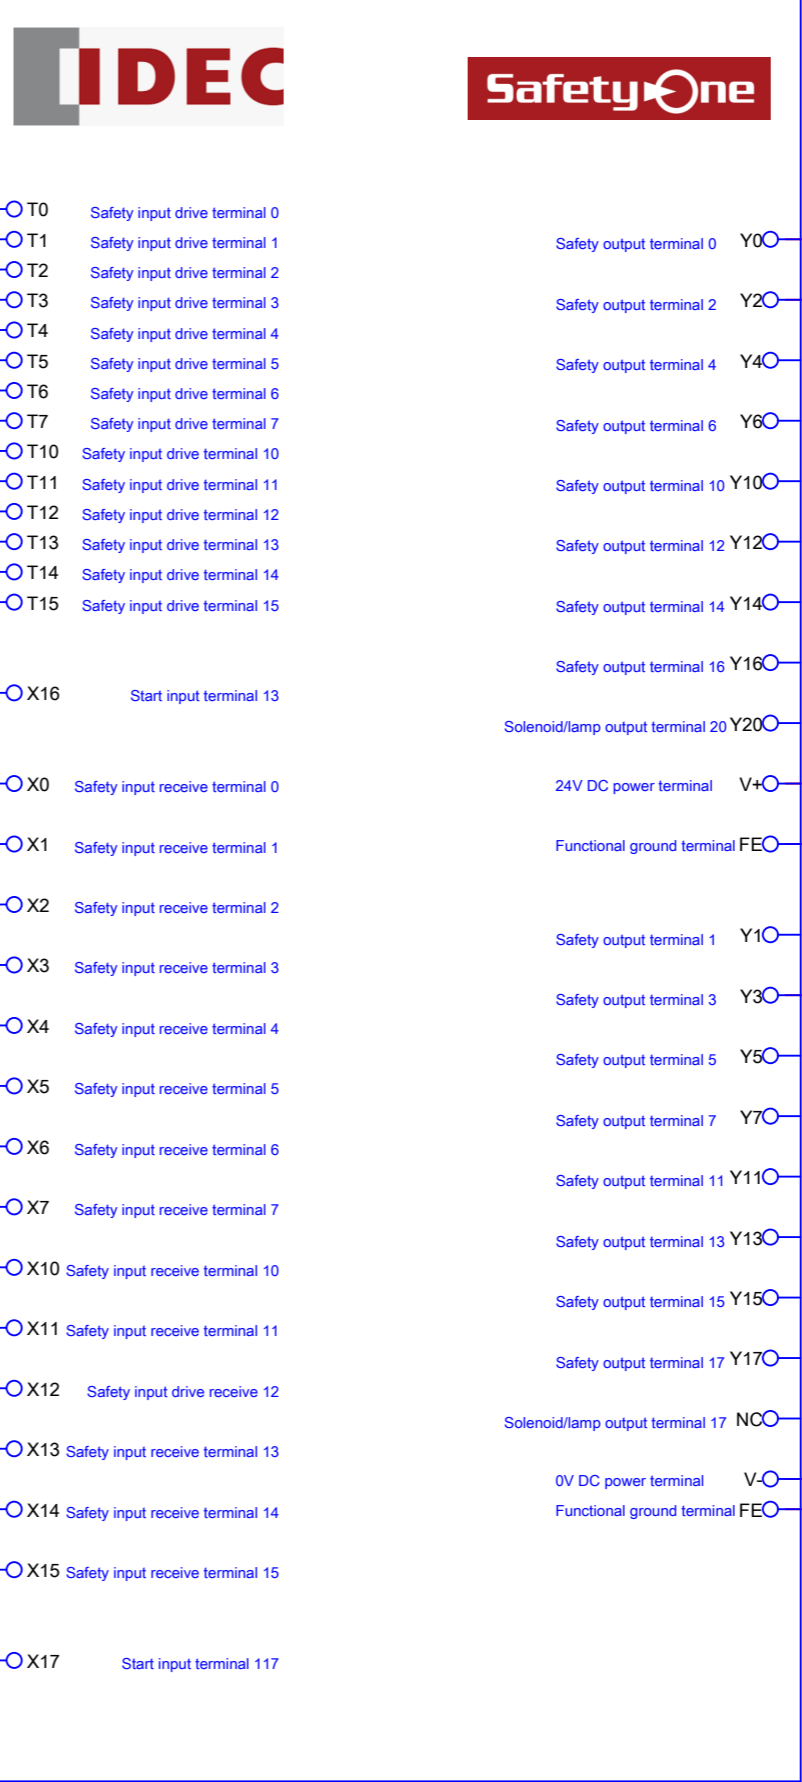 IDEC
SafetyOne
T0 Safety input drive terminal 0
T1 Safety input drive terminal 1
T2 Safety input drive terminal 2
T3 Safety input drive terminal 3
T4 Safety input drive terminal 4
T5 Safety input drive terminal 5
T6 Safety input drive terminal 6
T7 Safety input drive terminal 7
T10 Safety input drive terminal 10
T11 Safety input drive terminal 11
T12 Safety input drive terminal 12
T13 Safety input drive terminal 13
T14 Safety input drive terminal 14
T15 Safety input drive terminal 15
X16 Start input terminal 13
X0 Safety input receive terminal 0
X1 Safety input receive terminal 1
X2 Safety input receive terminal 2
X3 Safety input receive terminal 3
X4 Safety input receive terminal 4
X5 Safety input receive terminal 5
X6 Safety input receive terminal 6
X7 Safety input receive terminal 7
X10 Safety input receive terminal 10
X11 Safety input receive terminal 11
X12 Safety input drive receive 12
X13 Safety input receive terminal 13
X14 Safety input receive terminal 14
X15 Safety input receive terminal 15
X17 Start input terminal 117
Safety output terminal 0 Y0
Safety output terminal 2 Y2
Safety output terminal 4 Y4
Safety output terminal 6 Y6
Safety output terminal 10 Y10
Safety output terminal 12 Y12
Safety output terminal 14 Y14
Safety output terminal 16 Y16
Solenoid/lamp output terminal 20 Y20
24V DC power terminal V+
Functional ground terminal FE
Safety output terminal 1 Y1
Safety output terminal 3 Y3
Safety output terminal 5 Y5
Safety output terminal 7 Y7
Safety output terminal 11 Y11
Safety output terminal 13 Y13
Safety output terminal 15 Y15
Safety output terminal 17 Y17
Solenoid/lamp output terminal 17 NC
0V DC power terminal V-
Functional ground terminal FE